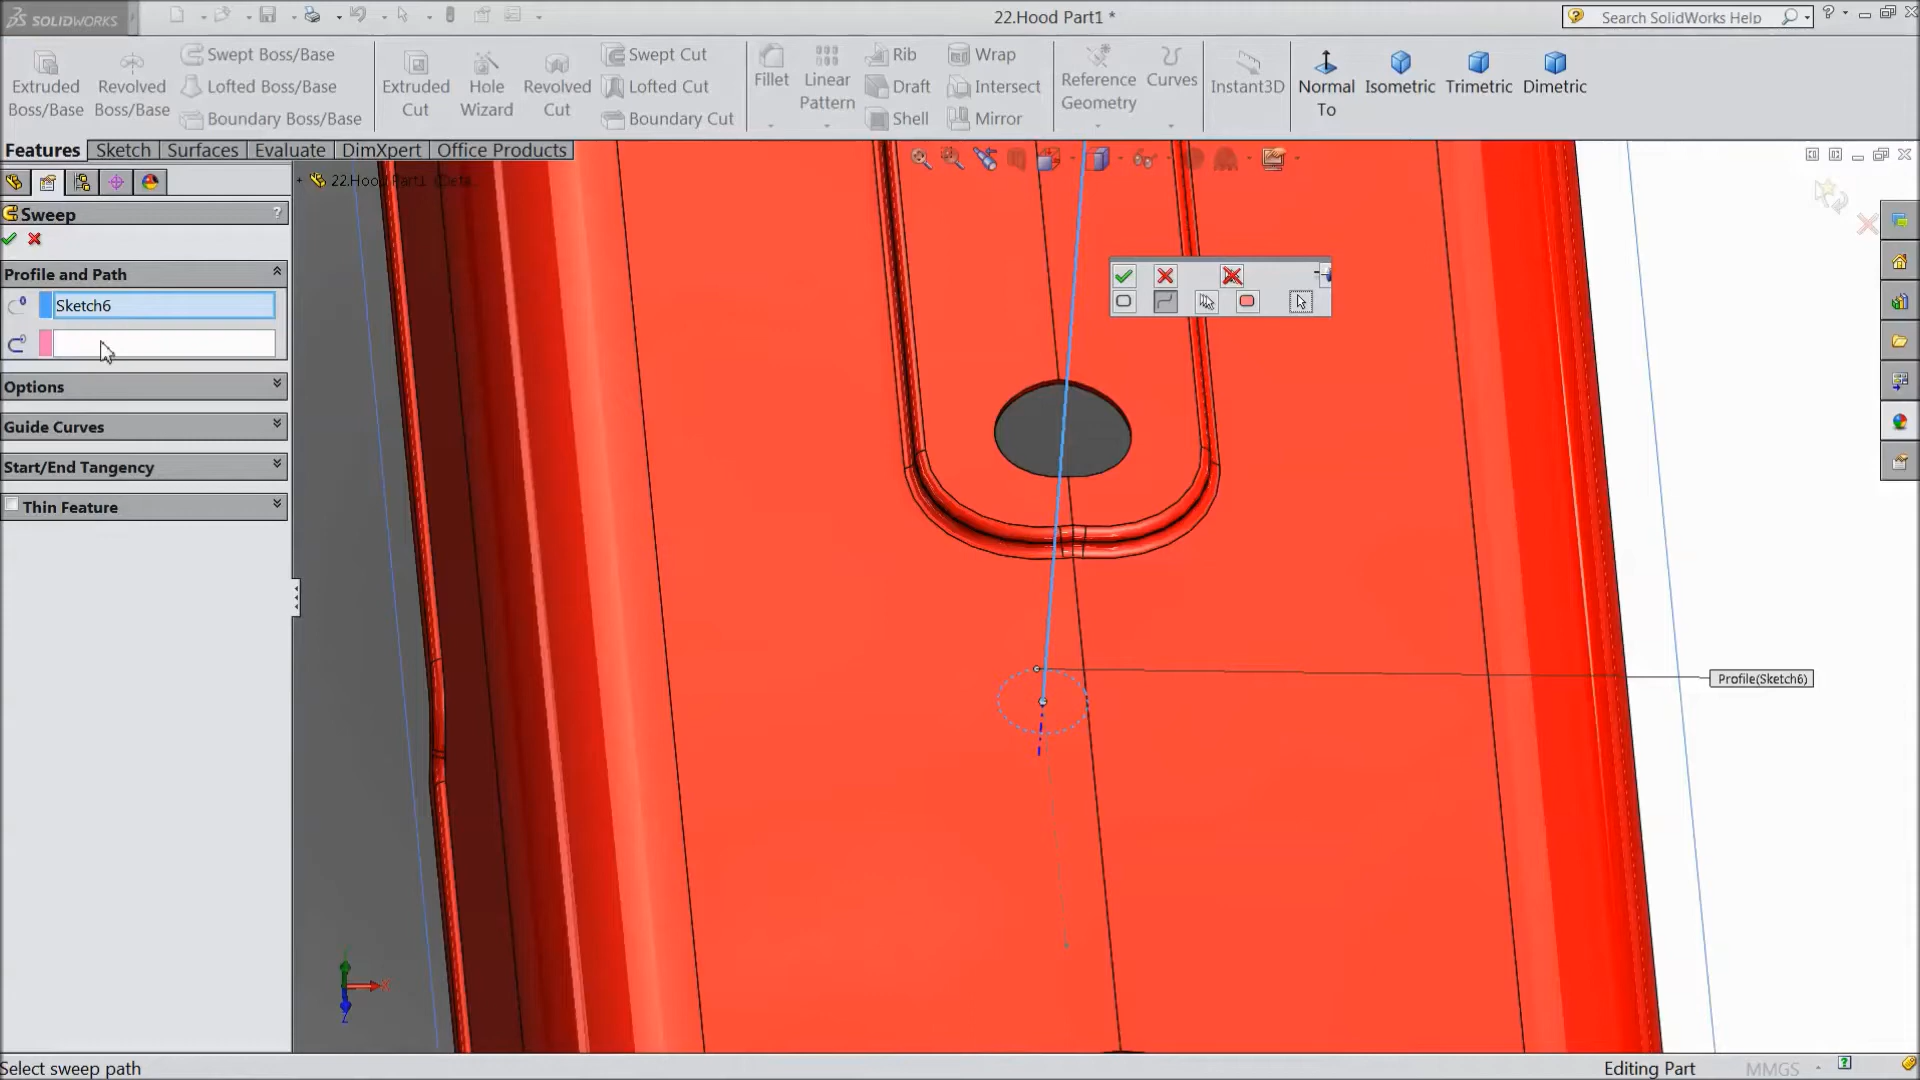 SOLIDWORKS
22.Hood Part1 *
Search SolidWorks Help
Extruded Boss/Base
Revolved Boss/Base
Swept Boss/Base
Lofted Boss/Base
Boundary Boss/Base
Extruded Cut
Hole Wizard
Revolved Cut
Swept Cut
Lofted Cut
Boundary Cut
Fillet
Linear Pattern
Rib
Draft
Shell
Wrap
Intersect
Mirror
Reference Geometry
Curves
Instant3D
Normal To
Isometric
Trimetric
Dimetric
Features
Sketch
Surfaces
Evaluate
DimXpert
Office Products
22.Hood Part1 (Defa...
Sweep
?
Profile and Path
Sketch6
Options
Guide Curves
Start/End Tangency
Thin Feature
Profile(Sketch6)
X
Z
Select sweep path
Editing Part
MMGS